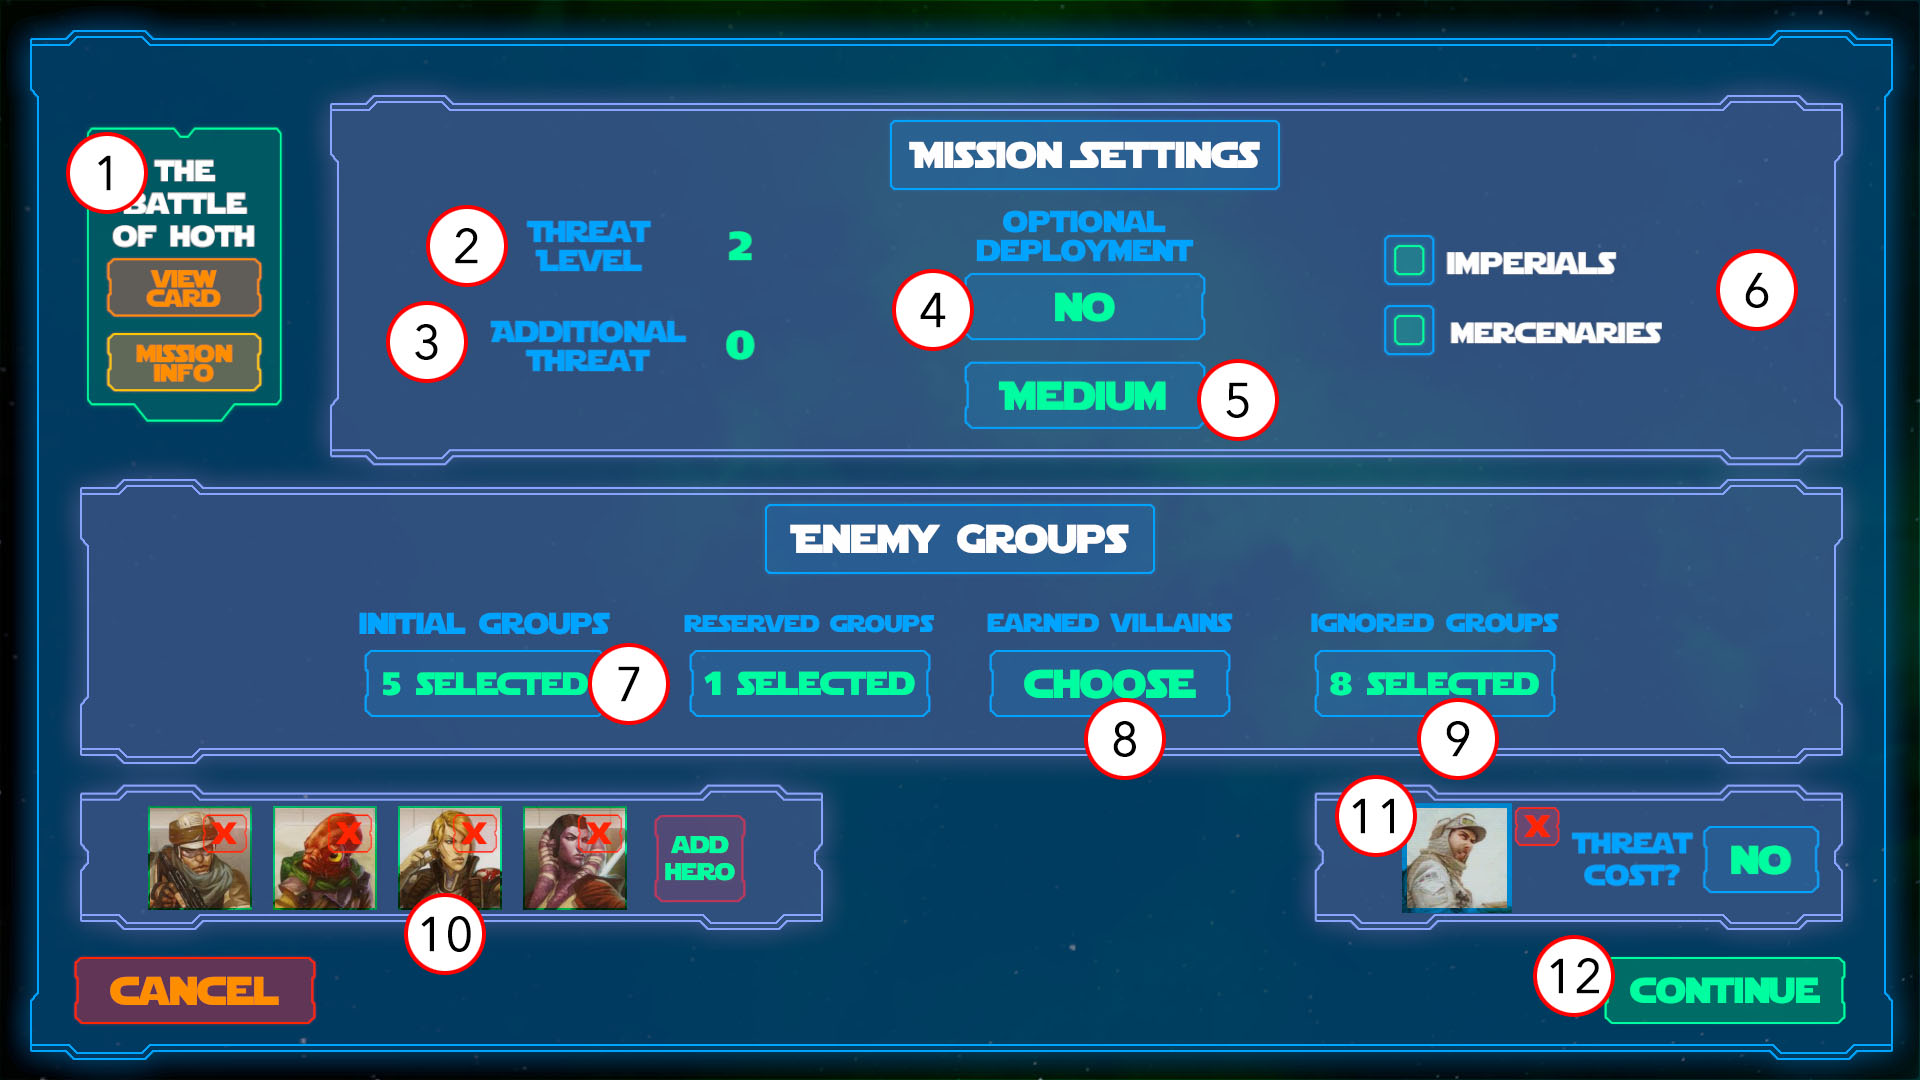 1
THE
BATTLE
OF HOTH
VIEW
CARD
MISSION
INFO
MISSION SETTINGS
2
THREAT
LEVEL
2
3
ADDITIONAL
THREAT
0
OPTIONAL
DEPLOYMENT
4
NO
MEDIUM
5
IMPERIALS
MERCENARIES
6
ENEMY GROUPS
INITIAL GROUPS
5 SELECTED
7
RESERVED GROUPS
1 SELECTED
EARNED VILLAINS
CHOOSE
8
IGNORED GROUPS
8 SELECTED
9
X
X
X
X
ADD
HERO
10
11
X
THREAT
COST?
NO
CANCEL
12
CONTINUE